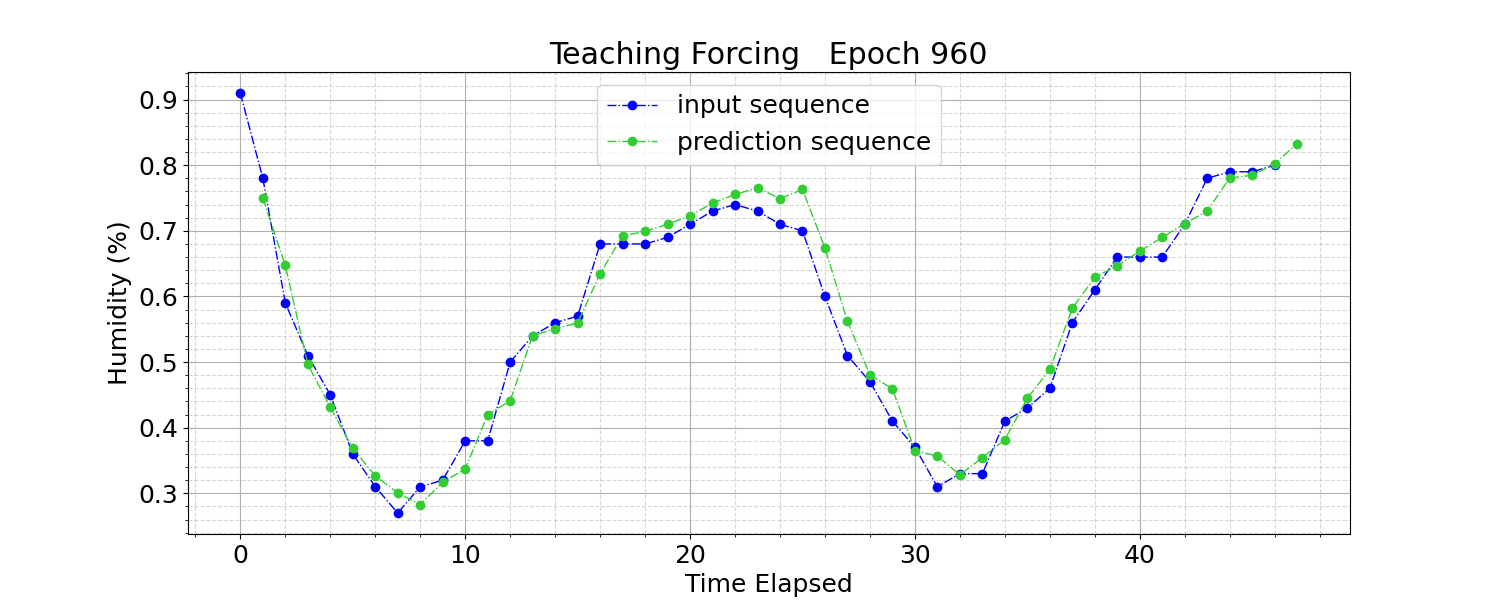 Teaching Forcing   Epoch 960
input sequence
prediction sequence
Humidity (%)
0.9
0.8
0.7
0.6
0.5
0.4
0.3
0 10 20 30 40
Time Elapsed